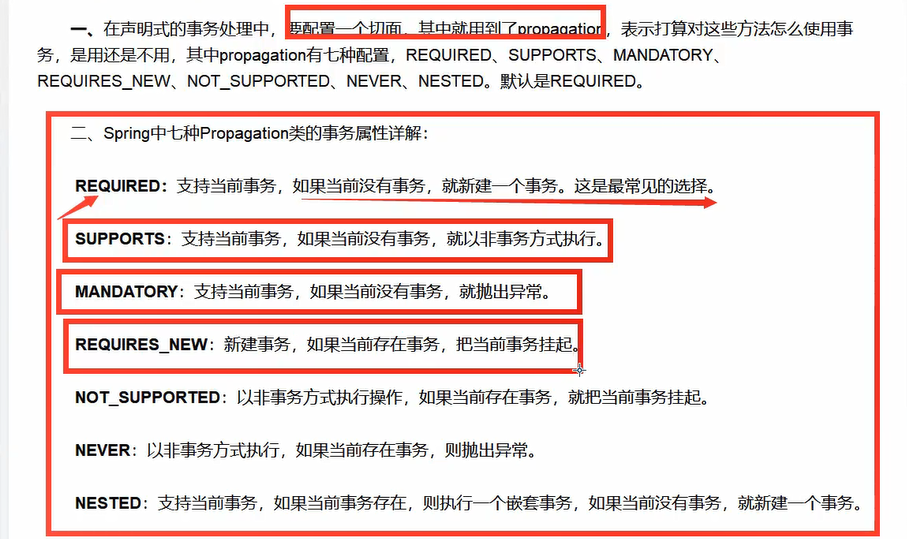 一、在声明式的事务处理中，要配置一个切面，其中就用到了propagation，表示打算对这些方法怎么使用事
务，是用还是不用，其中propagation有七种配置，REQUIRED、SUPPORTS、MANDATORY、
REQUIRES_NEW、NOT_SUPPORTED、NEVER、NESTED。默认是REQUIRED。
二、Spring中七种Propagation类的事务属性详解：
REQUIRED：支持当前事务，如果当前没有事务，就新建一个事务。这是最常见的选择。
SUPPORTS：支持当前事务，如果当前没有事务，就以非事务方式执行。
MANDATORY：支持当前事务，如果当前没有事务，就抛出异常。
REQUIRES_NEW：新建事务，如果当前存在事务，把当前事务挂起。
NOT_SUPPORTED：以非事务方式执行操作，如果当前存在事务，就把当前事务挂起。
NEVER：以非事务方式执行，如果当前存在事务，则抛出异常。
NESTED：支持当前事务，如果当前事务存在，则执行一个嵌套事务，如果当前没有事务，就新建一个事务。